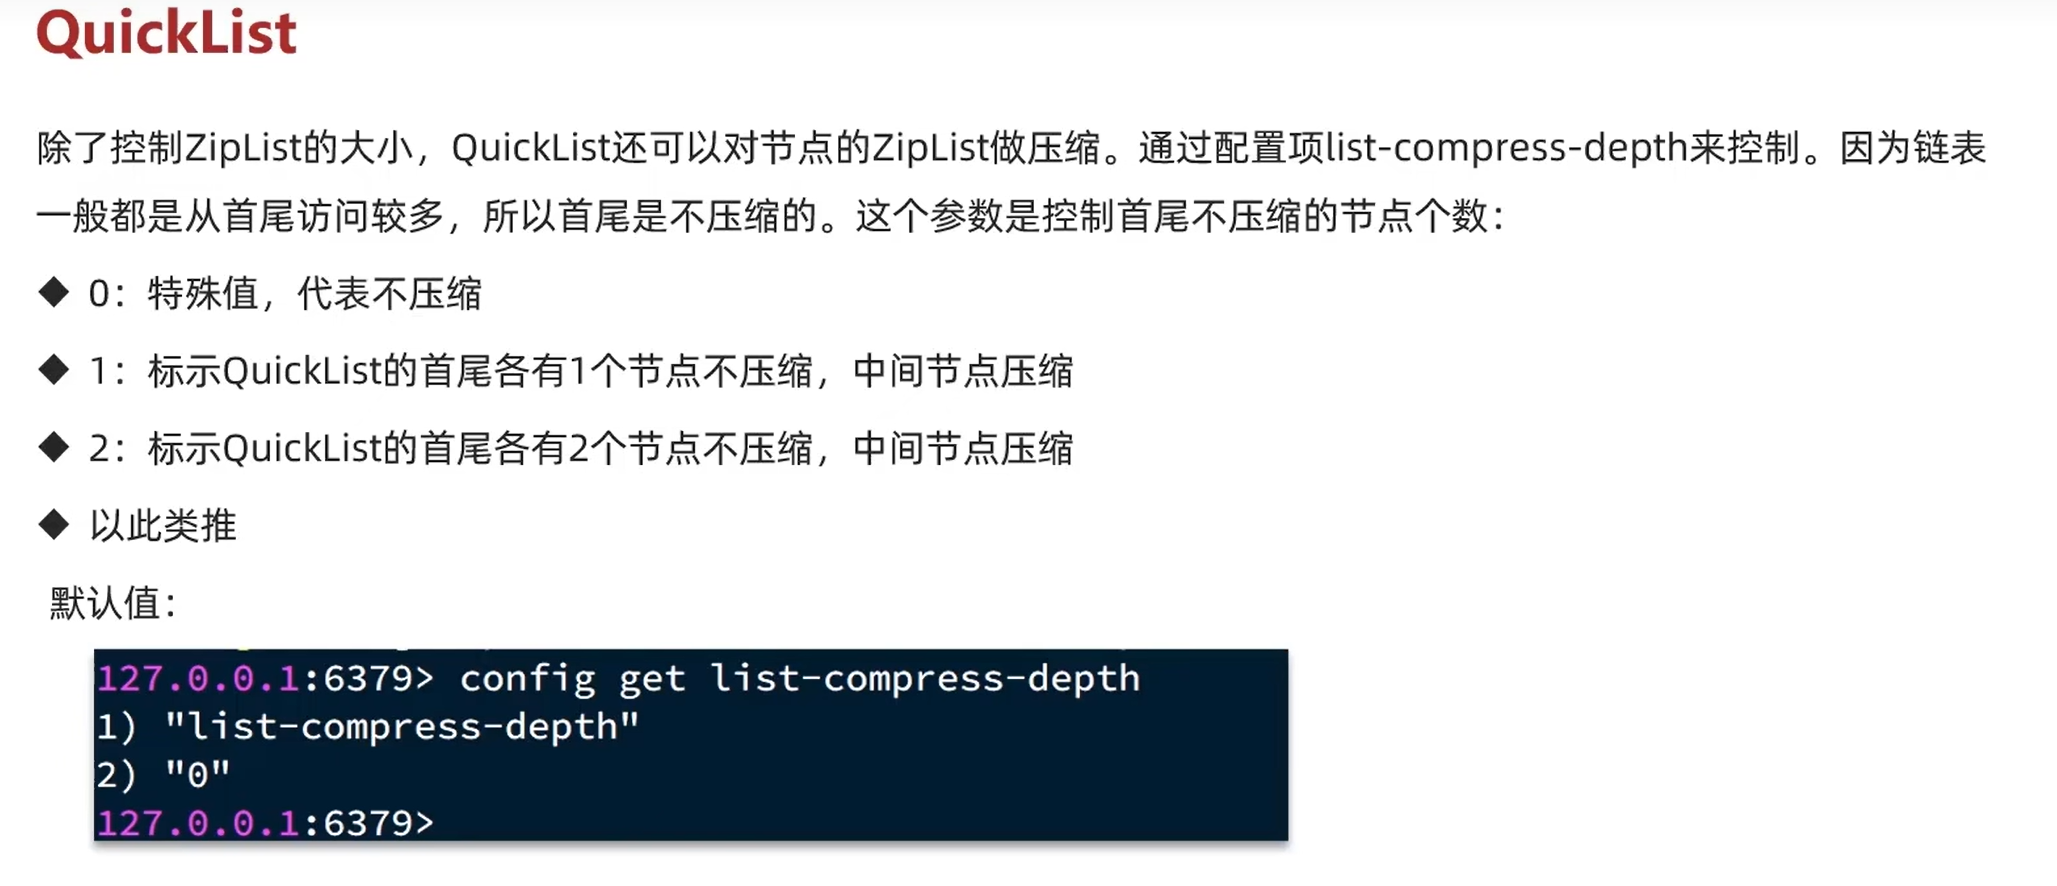 QuickList
除了控制ZipList的大小，QuickList还可以对节点的ZipList做压缩。通过配置项list-compress-depth来控制。因为链表
一般都是从首尾访问较多，所以首尾是不压缩的。这个参数是控制首尾不压缩的节点个数：
◆ 0：特殊值，代表不压缩
◆ 1：标示QuickList的首尾各有1个节点不压缩，中间节点压缩
◆ 2：标示QuickList的首尾各有2个节点不压缩，中间节点压缩
◆ 以此类推
默认值：
127.0.0.1:6379> config get list-compress-depth
1) "list-compress-depth"
2) "0"
127.0.0.1:6379>